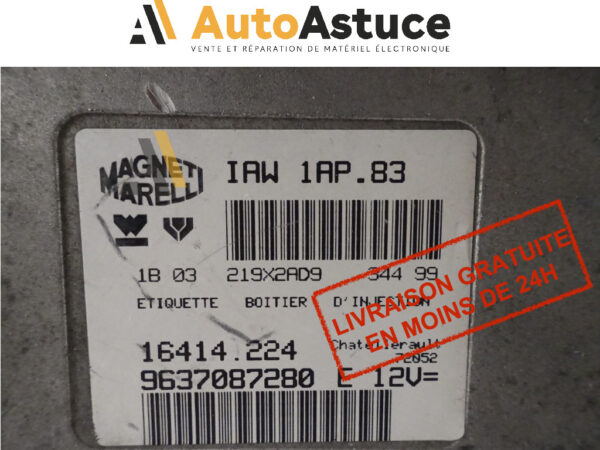 AutoAstuce
VENTE ET RÉPARATION DE MATÉRIEL ÉLECTRONIQUE
MAGNETI MARELLI
IAW 1AP.83
1B 03 219X2AD9 344 99
ETIQUETTE BOITIER D'INJECTION
LIVRAISON GRATUITE
EN MOINS DE 24H
16414.224
Chatellerault
72052
9637087280 E 12V=